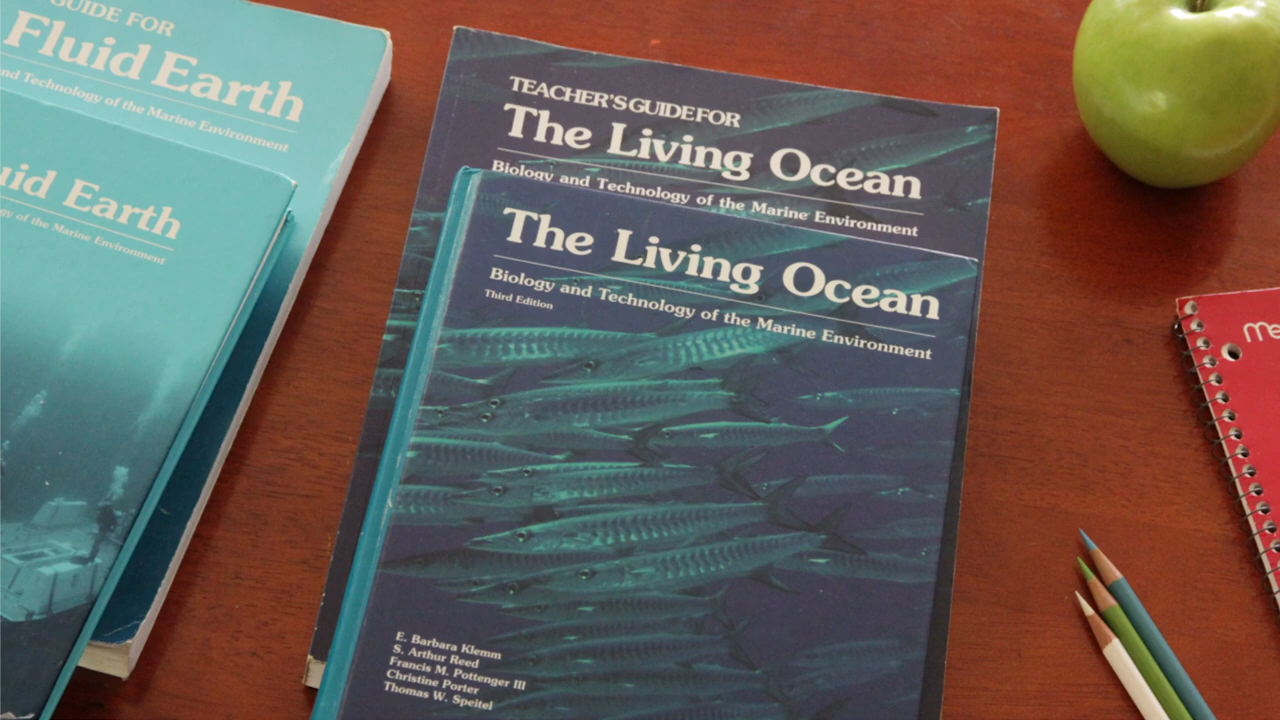 GUIDE FOR
Fluid Earth
and Technology of the Marine Environment
Earth
of the Marine Environment
TEACHER'S GUIDE FOR
The Living Ocean
Biology and Technology of the Marine Environment
The Living Ocean
Biology and Technology of the Marine Environment
Third Edition
E. Barbara Klemm
S. Arthur Reed
Francis M. Pottenger III
Christine Porter
Thomas W. Speitel